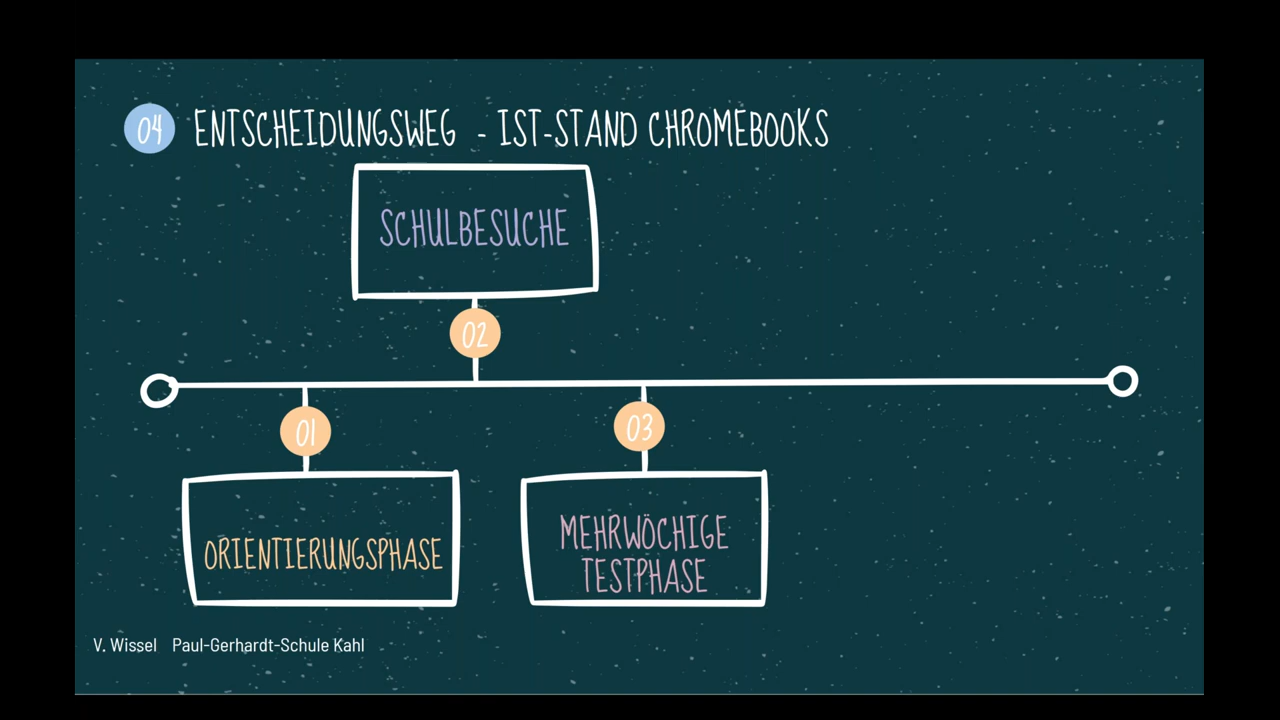 04 ENTSCHEIDUNGSWEG - IST-STAND CHROMEBOOKS
SCHULBESUCHE
02
01
03
ORIENTIERUNGSPHASE
MEHRWÖCHIGE
TESTPHASE
V. Wissel Paul-Gerhardt-Schule Kahl